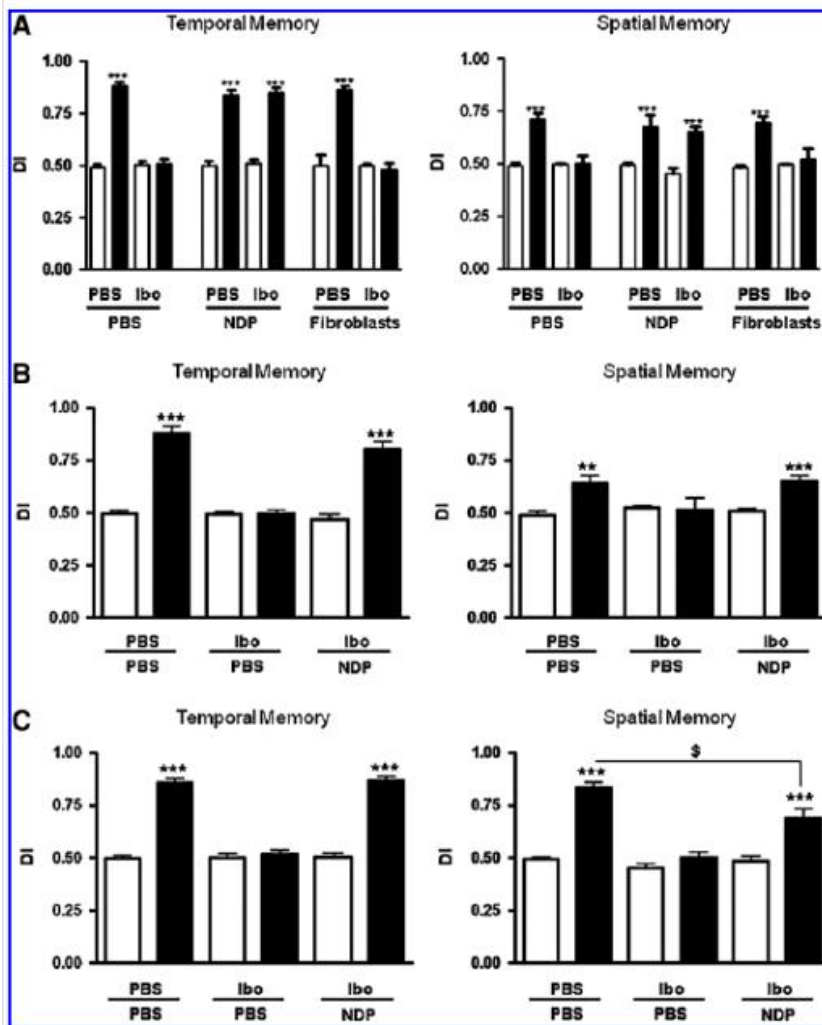 A
Temporal Memory
Spatial Memory
1.00
0.75
0.50
0.25
0.00
DI
***
***
***
***
PBS Ibo PBS Ibo PBS Ibo
PBS NDP Fibroblasts
1.00
0.75
0.50
0.25
0.00
DI
***
***
***
***
PBS Ibo PBS Ibo PBS Ibo
PBS NDP Fibroblasts
B
Temporal Memory
Spatial Memory
1.00
0.75
0.50
0.25
0.00
DI
***
***
PBS Ibo Ibo
PBS PBS NDP
1.00
0.75
0.50
0.25
0.00
DI
**
***
PBS Ibo Ibo
PBS PBS NDP
C
Temporal Memory
Spatial Memory
1.00
0.75
0.50
0.25
0.00
DI
***
***
PBS Ibo Ibo
PBS PBS NDP
1.00
0.75
0.50
0.25
0.00
DI
$
***
***
PBS Ibo Ibo
PBS PBS NDP